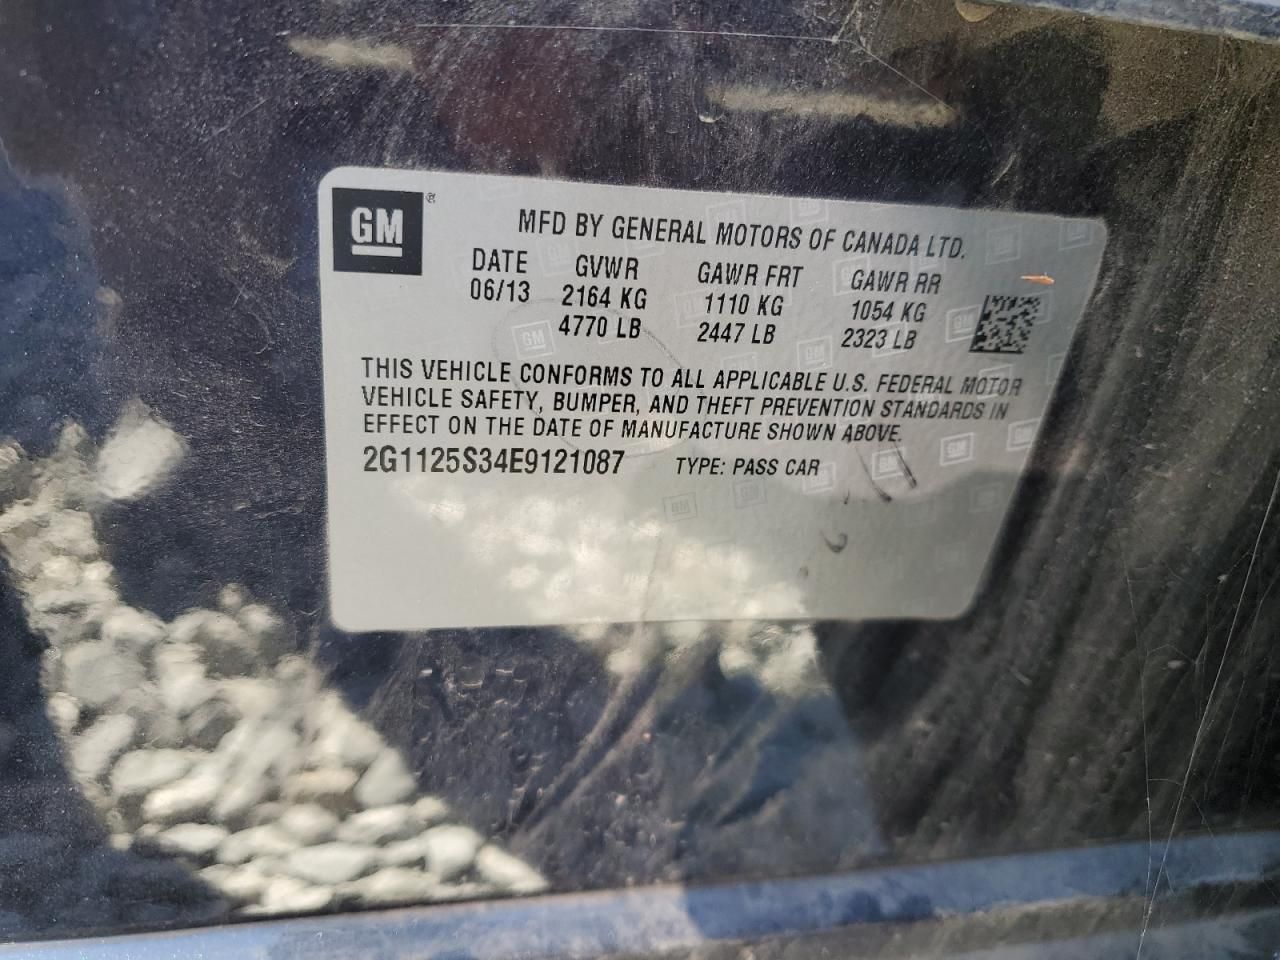 GM®
MFD BY GENERAL MOTORS OF CANADA LTD.
DATE GVWR GAWR FRT GAWR RR
06/13 2164 KG 1110 KG 1054 KG
4770 LB 2447 LB 2323 LB
THIS VEHICLE CONFORMS TO ALL APPLICABLE U.S. FEDERAL MOTOR
VEHICLE SAFETY, BUMPER, AND THEFT PREVENTION STANDARDS IN
EFFECT ON THE DATE OF MANUFACTURE SHOWN ABOVE.
2G1125S34E9121087 TYPE: PASS CAR